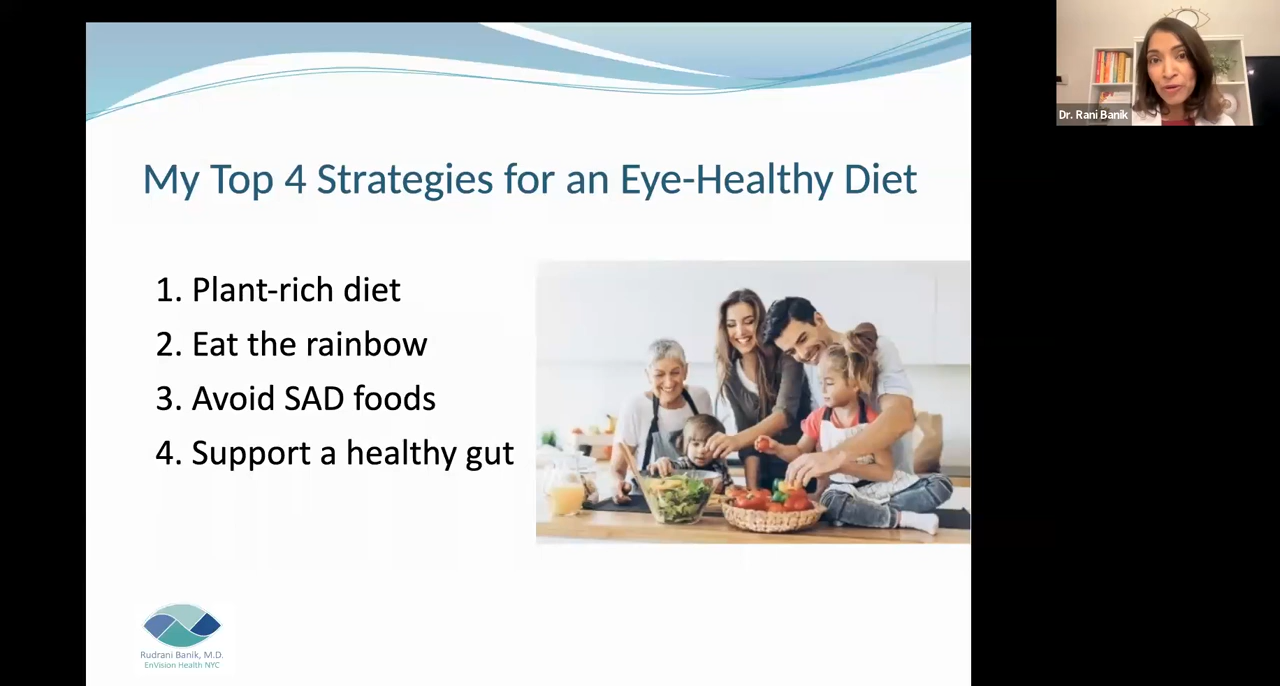 My Top 4 Strategies for an Eye-Healthy Diet
1. Plant-rich diet
2. Eat the rainbow
3. Avoid SAD foods
4. Support a healthy gut
Rudrani Banik, M.D.
EnVision Health NYC
Dr. Rani Banik